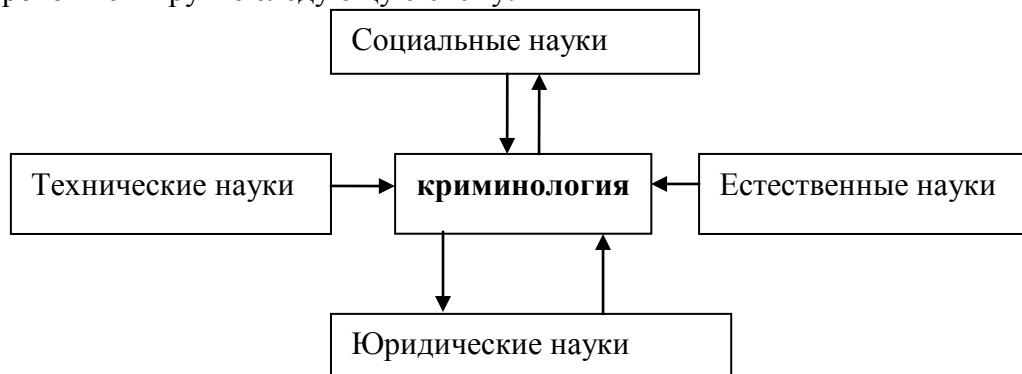 Социальные науки
Технические науки
криминология
Естественные науки
Юридические науки